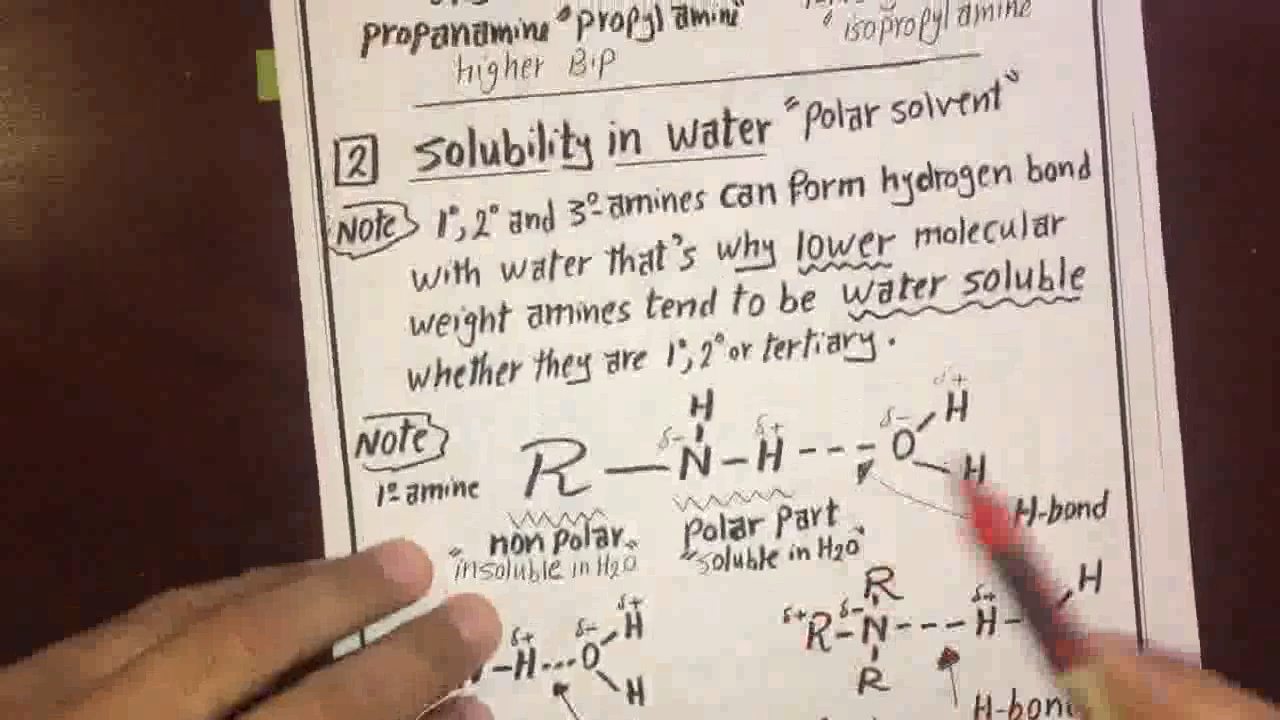 propanamine "propyl amine"
"isopropyl amine
higher B.P
2 Solubility in water "Polar solvent"
Note 1°, 2° and 3°-amines can form hydrogen bond
with water that's why lower molecular
weight amines tend to be water soluble
whether they are 1°, 2° or tertiary.
H
Note δ- δ+ δ- δ+ H
R — N – H --- O
H
1°-amine
non polar Polar part H-bond
"insoluble in H2O "soluble in H2O"
R H
δ+ δ- δ+
R – N --- H –
R
δ+ δ- δ+
– H --- O H
H
H-bon